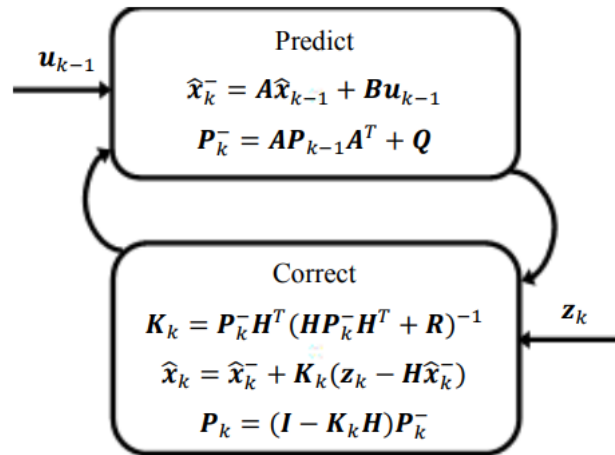 Predict
u_{k−1}
x̂_k^− = Ax̂_{k−1} + Bu_{k−1}
P_k^− = AP_{k−1}A^T + Q
Correct
K_k = P_k^−H^T(HP_k^−H^T + R)^{−1}
z_k
x̂_k = x̂_k^− + K_k(z_k − Hx̂_k^−)
P_k = (I − K_kH)P_k^−